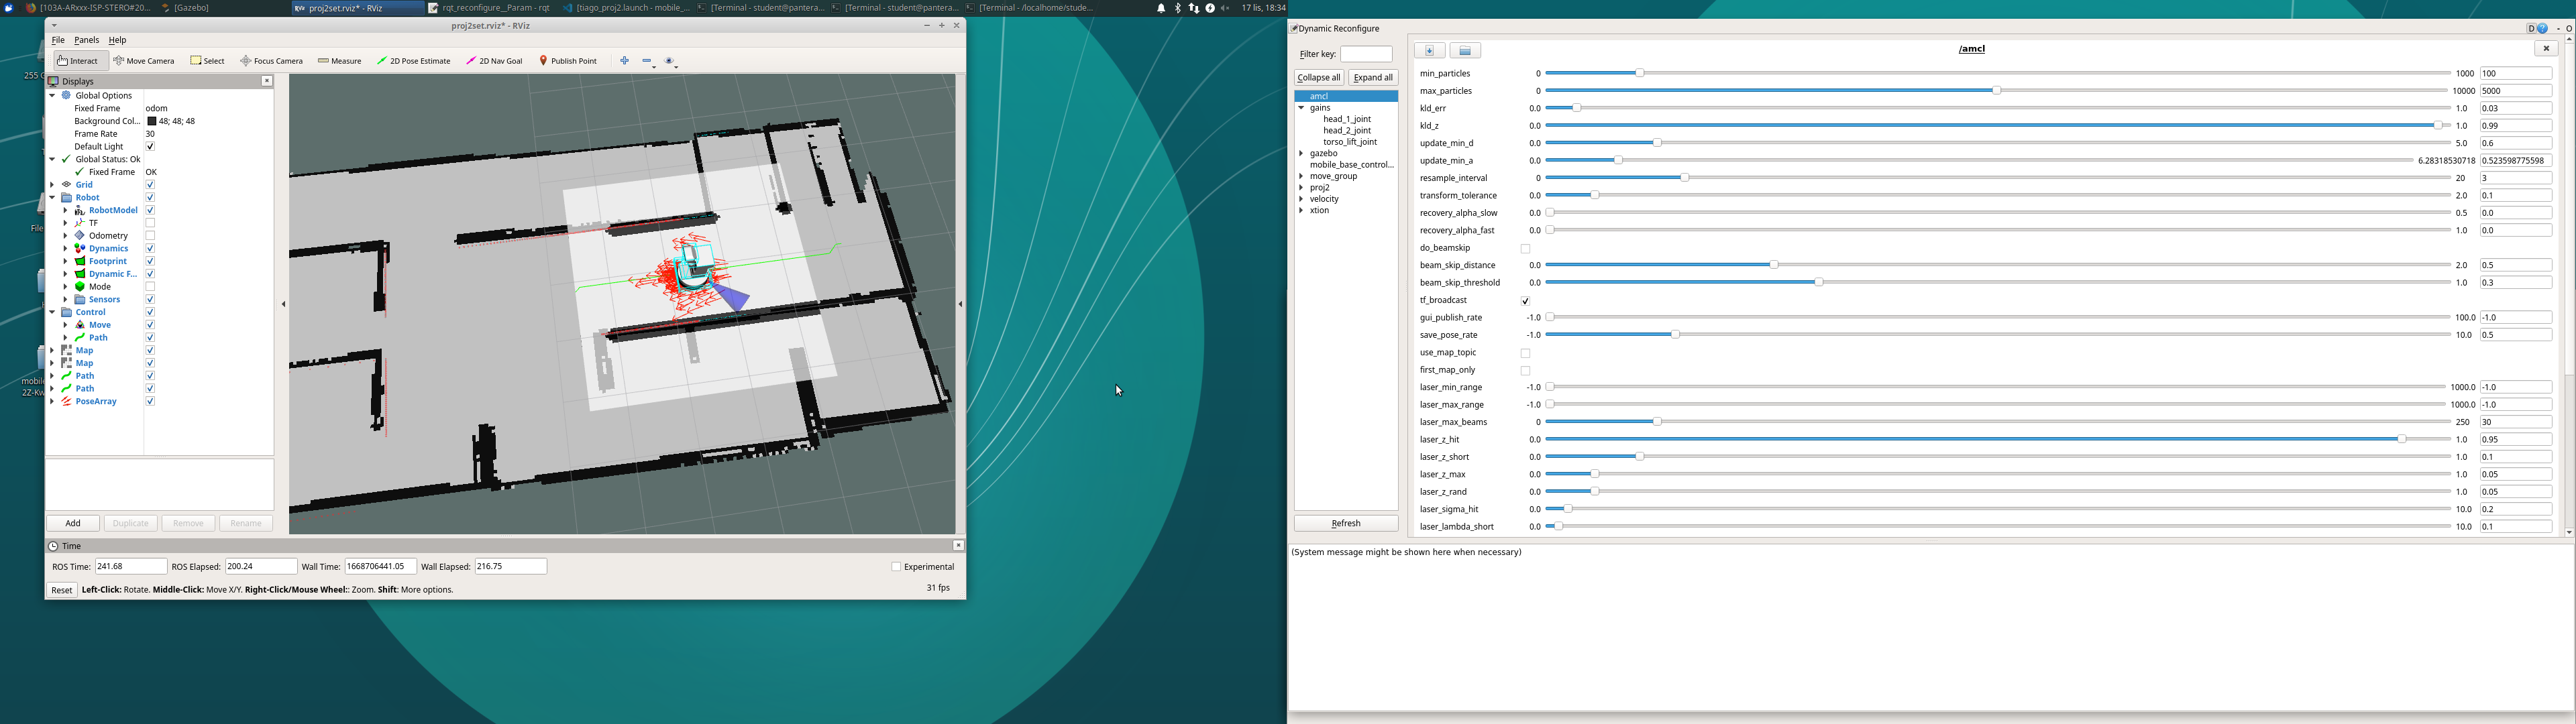 [103A-ARxxx-ISP-STERO#20... [Gazebo] proj2set.rviz* - RViz rqt_reconfigure__Param - rqt [tiago_proj2.launch - mobile_... [Terminal - student@pantera... [Terminal - student@pantera... [Terminal - /localhome/stude... 17 lis, 18:34
proj2set.rviz* - RViz
File Panels Help
Interact Move Camera Select Focus Camera Measure 2D Pose Estimate 2D Nav Goal Publish Point
Displays
Global Options
Fixed Frame odom
Background Col... 48; 48; 48
Frame Rate 30
Default Light
Global Status: Ok
Fixed Frame OK
Grid
Robot
RobotModel
TF
Odometry
Dynamics
Footprint
Dynamic F...
Mode
Sensors
Control
Move
Path
Map
Map
Path
Path
PoseArray
Add Duplicate Remove Rename
Time
ROS Time: 241.68 ROS Elapsed: 200.24 Wall Time: 1668706441.05 Wall Elapsed: 216.75 Experimental
Reset Left-Click: Rotate. Middle-Click: Move X/Y. Right-Click/Mouse Wheel:: Zoom. Shift: More options. 31 fps
255
File
Dynamic Reconfigure
Filter key:
Collapse all Expand all
amcl
gains
head_1_joint
head_2_joint
torso_lift_joint
gazebo
mobile_base_control...
move_group
proj2
velocity
xtion
Refresh
/amcl
min_particles 0 1000 100
max_particles 0 10000 5000
kld_err 0.0 1.0 0.03
kld_z 0.0 1.0 0.99
update_min_d 0.0 5.0 0.6
update_min_a 0.0 6.28318530718 0.523598775598
resample_interval 0 20 3
transform_tolerance 0.0 2.0 0.1
recovery_alpha_slow 0.0 0.5 0.0
recovery_alpha_fast 0.0 1.0 0.0
do_beamskip
beam_skip_distance 0.0 2.0 0.5
beam_skip_threshold 0.0 1.0 0.3
tf_broadcast
gui_publish_rate -1.0 100.0 -1.0
save_pose_rate -1.0 10.0 0.5
use_map_topic
first_map_only
laser_min_range -1.0 1000.0 -1.0
laser_max_range -1.0 1000.0 -1.0
laser_max_beams 0 250 30
laser_z_hit 0.0 1.0 0.95
laser_z_short 0.0 1.0 0.1
laser_z_max 0.0 1.0 0.05
laser_z_rand 0.0 1.0 0.05
laser_sigma_hit 0.0 10.0 0.2
laser_lambda_short 0.0 10.0 0.1
(System message might be shown here when necessary)